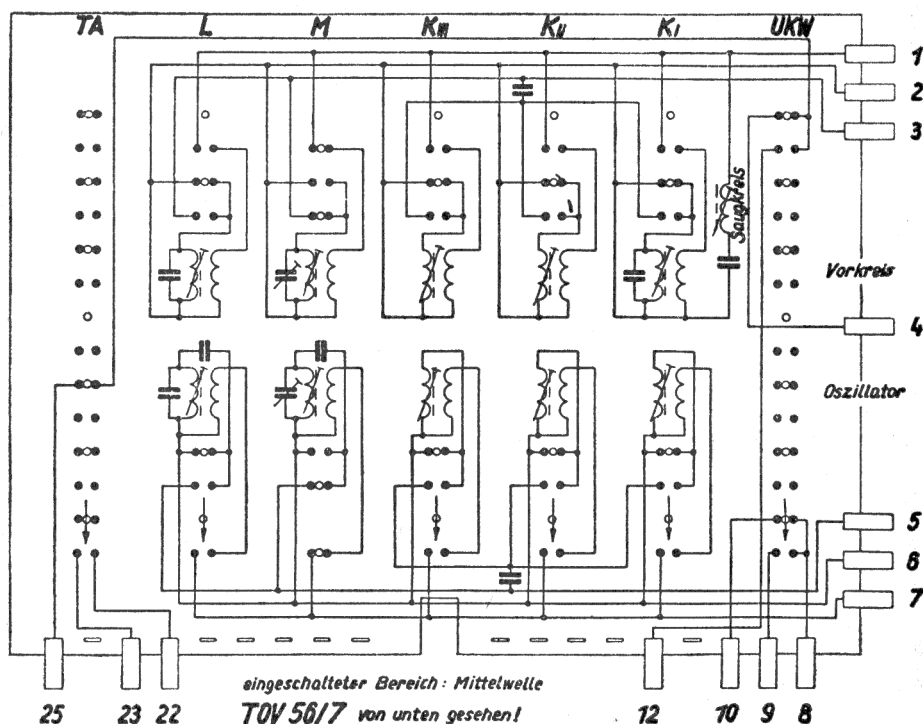 TA L M KIII KII KI UKW
1
2
3
Saugkreis
Vorkreis
4
Oszillator
5
6
7
eingeschalteter Bereich: Mittelwelle
25 23 22 TOV 56/7 von unten gesehen! 12 10 9 8